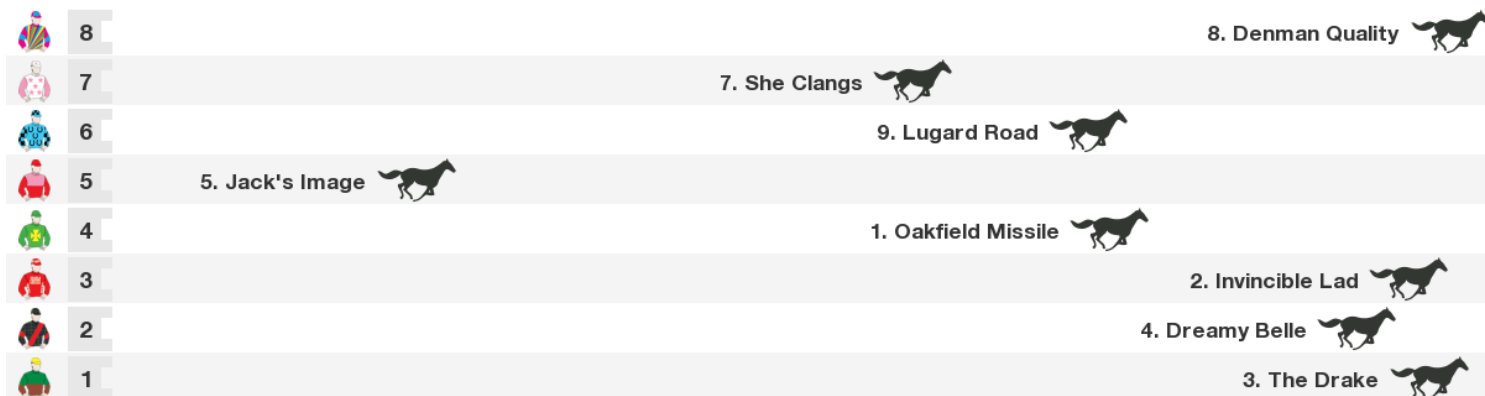 8 8. Denman Quality
7 7. She Clangs
6 9. Lugard Road
5 5. Jack's Image
4 1. Oakfield Missile
3 2. Invincible Lad
2 4. Dreamy Belle
1 3. The Drake